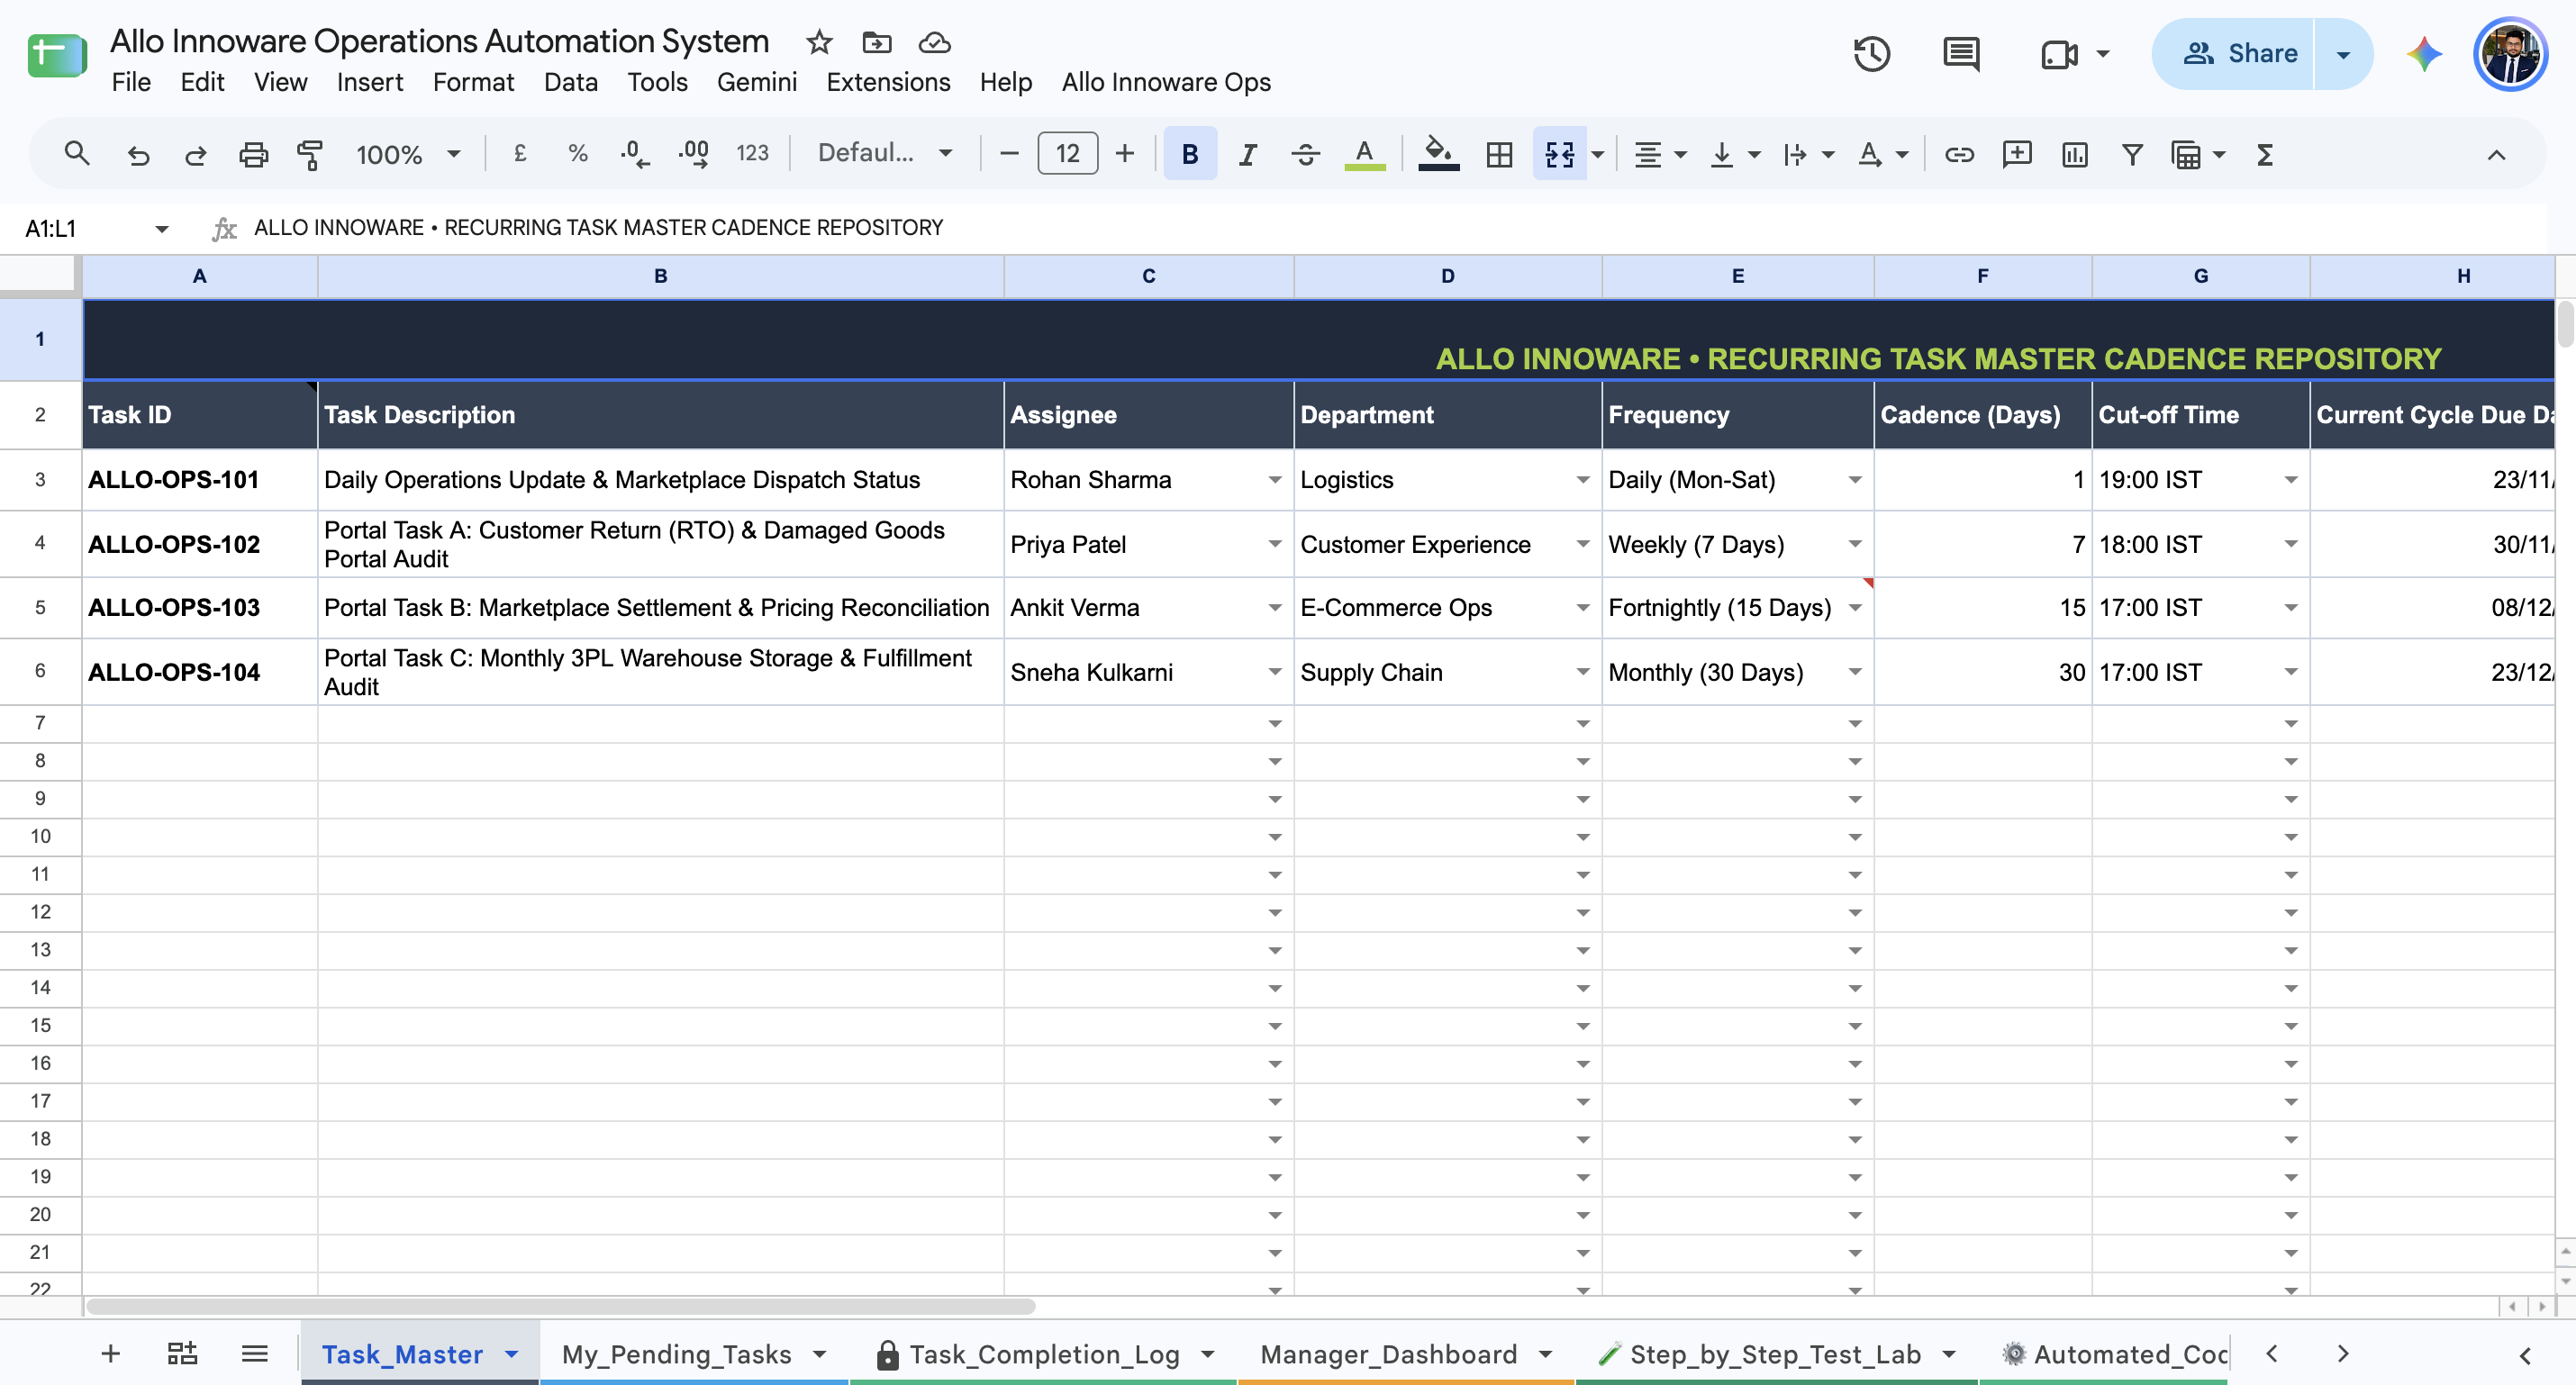 Allo Innoware Operations Automation System
File Edit View Insert Format Data Tools Gemini Extensions Help Allo Innoware Ops
Share
100% £ % .0 .00 123 Defaul... 12 B I S A A
A1:L1 fx ALLO INNOWARE • RECURRING TASK MASTER CADENCE REPOSITORY
A B C D E F G H
1 ALLO INNOWARE • RECURRING TASK MASTER CADENCE REPOSITORY
2 Task ID Task Description Assignee Department Frequency Cadence (Days) Cut-off Time Current Cycle Due Da
3 ALLO-OPS-101 Daily Operations Update & Marketplace Dispatch Status Rohan Sharma Logistics Daily (Mon-Sat) 1 19:00 IST 23/11/
4 ALLO-OPS-102 Portal Task A: Customer Return (RTO) & Damaged Goods
Portal Audit Priya Patel Customer Experience Weekly (7 Days) 7 18:00 IST 30/11/
5 ALLO-OPS-103 Portal Task B: Marketplace Settlement & Pricing Reconciliation Ankit Verma E-Commerce Ops Fortnightly (15 Days) 15 17:00 IST 08/12/
6 ALLO-OPS-104 Portal Task C: Monthly 3PL Warehouse Storage & Fulfillment
Audit Sneha Kulkarni Supply Chain Monthly (30 Days) 30 17:00 IST 23/12/
7
8
9
10
11
12
13
14
15
16
17
18
19
20
21
22
Task_Master My_Pending_Tasks Task_Completion_Log Manager_Dashboard Step_by_Step_Test_Lab Automated_Coc